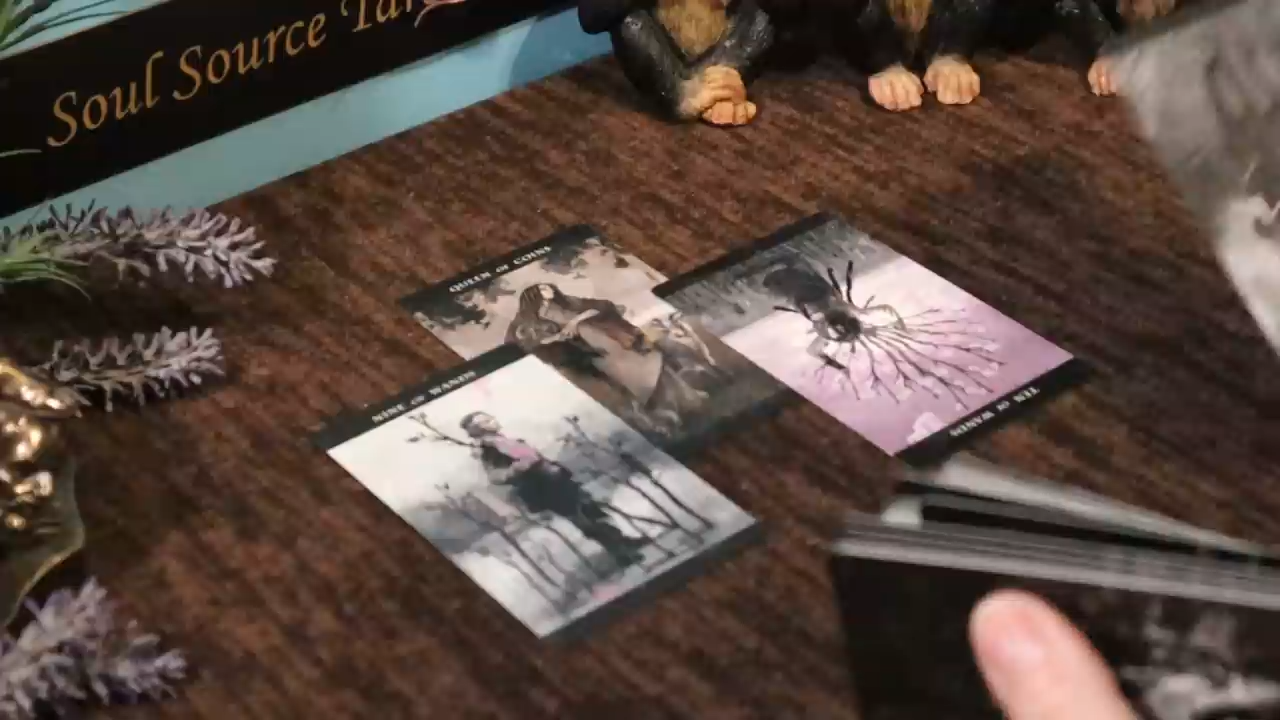 Soul Source Tar
QUEEN OF COINS
NINE OF WANDS
TEN OF WANDS